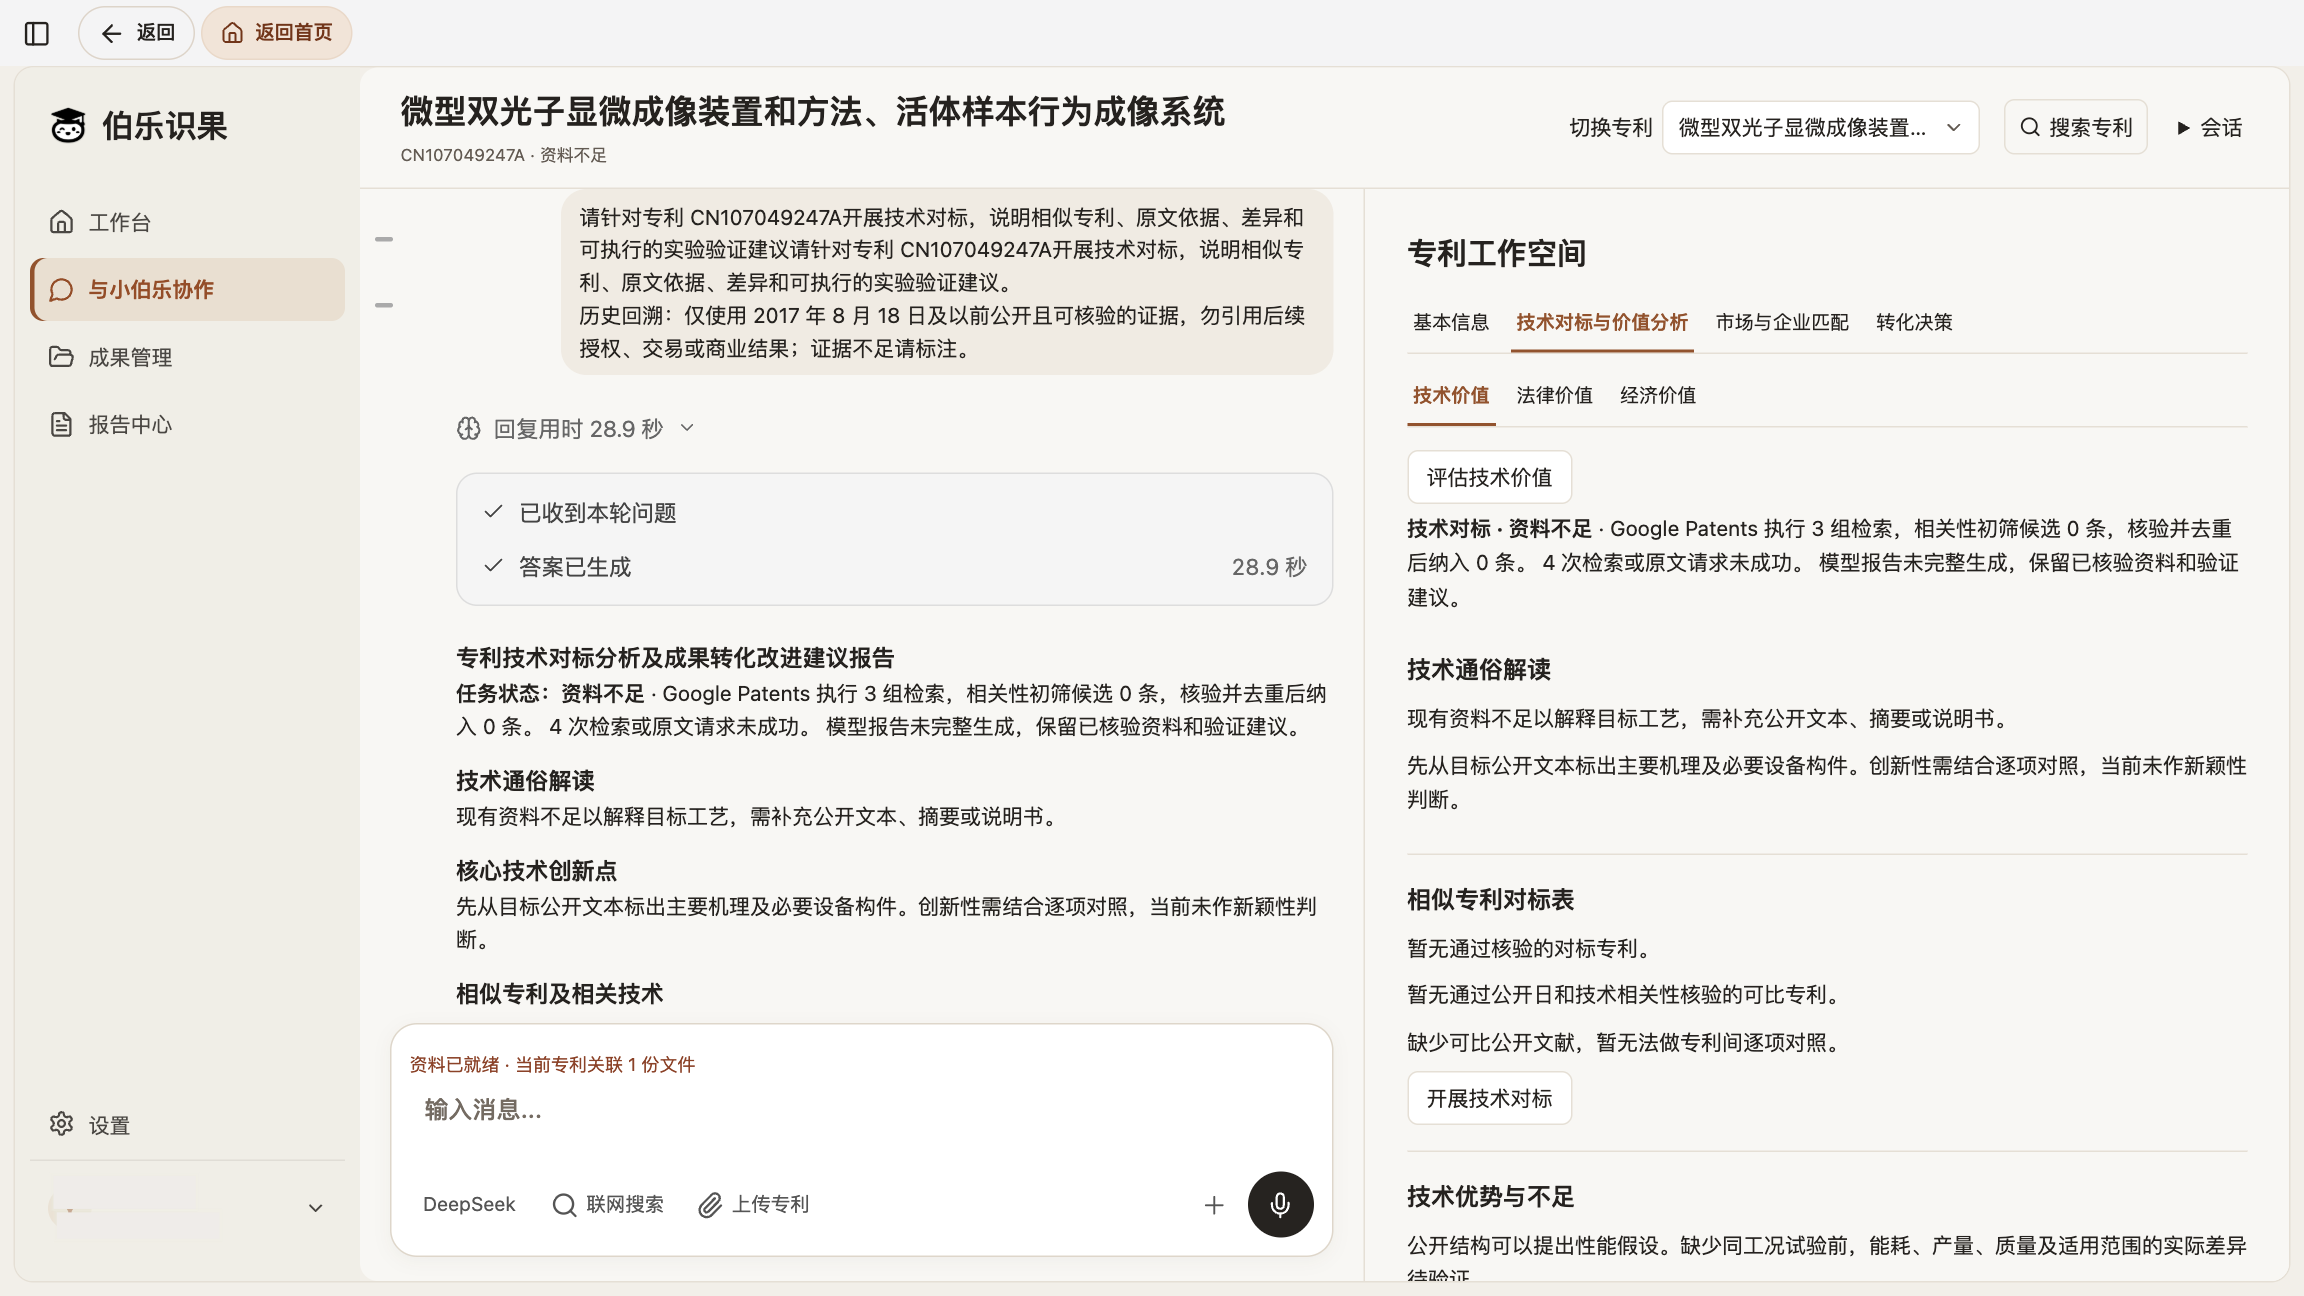 返回
返回首页
伯乐识果
工作台
与小伯乐协作
成果管理
报告中心
设置
微型双光子显微成像装置和方法、活体样本行为成像系统
CN107049247A · 资料不足
切换专利
微型双光子显微成像装置...
搜索专利
会话
请针对专利 CN107049247A开展技术对标，说明相似专利、原文依据、差异和
可执行的实验验证建议请针对专利 CN107049247A开展技术对标，说明相似专
利、原文依据、差异和可执行的实验验证建议。
历史回溯：仅使用 2017 年 8 月 18 日及以前公开且可核验的证据，勿引用后续
授权、交易或商业结果；证据不足请标注。
回复用时 28.9 秒
已收到本轮问题
答案已生成
28.9 秒
专利技术对标分析及成果转化改进建议报告
任务状态：资料不足 · Google Patents 执行 3 组检索，相关性初筛候选 0 条，核验并去重后纳
入 0 条。 4 次检索或原文请求未成功。 模型报告未完整生成，保留已核验资料和验证建议。
技术通俗解读
现有资料不足以解释目标工艺，需补充公开文本、摘要或说明书。
核心技术创新点
先从目标公开文本标出主要机理及必要设备构件。创新性需结合逐项对照，当前未作新颖性判
断。
相似专利及相关技术
资料已就绪 · 当前专利关联 1 份文件
输入消息...
DeepSeek
联网搜索
上传专利
专利工作空间
基本信息
技术对标与价值分析
市场与企业匹配
转化决策
技术价值
法律价值
经济价值
评估技术价值
技术对标 · 资料不足 · Google Patents 执行 3 组检索，相关性初筛候选 0 条，核验并去重
后纳入 0 条。 4 次检索或原文请求未成功。 模型报告未完整生成，保留已核验资料和验证
建议。
技术通俗解读
现有资料不足以解释目标工艺，需补充公开文本、摘要或说明书。
先从目标公开文本标出主要机理及必要设备构件。创新性需结合逐项对照，当前未作新颖性
判断。
相似专利对标表
暂无通过核验的对标专利。
暂无通过公开日和技术相关性核验的可比专利。
缺少可比公开文献，暂无法做专利间逐项对照。
开展技术对标
技术优势与不足
公开结构可以提出性能假设。缺少同工况试验前，能耗、产量、质量及适用范围的实际差异
待验证